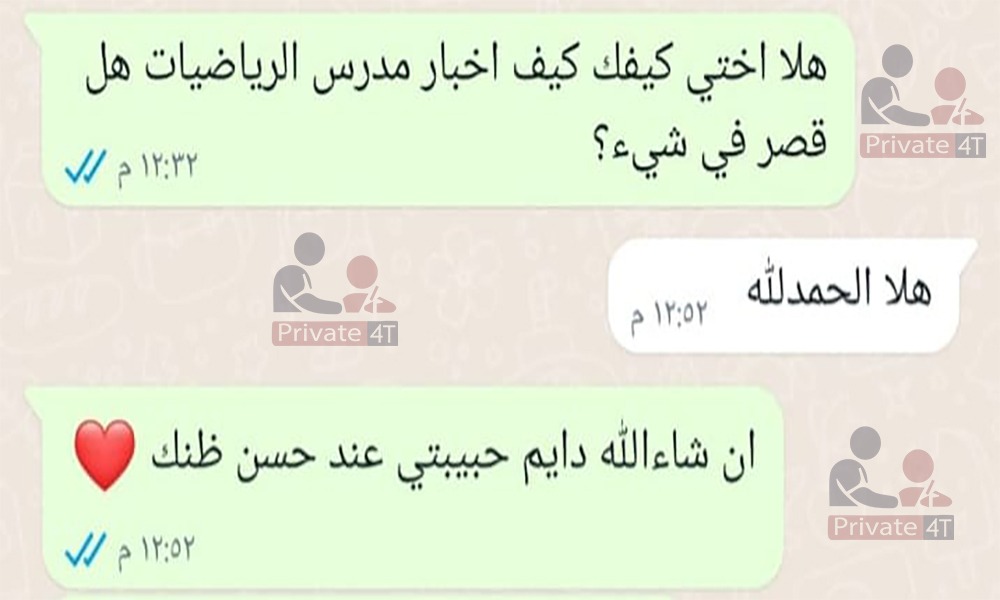 هلا اختي كيفك كيف اخبار مدرس الرياضيات هل
قصر في شيء؟
١٢:٣٢ م
Private 4T
هلا الحمدلله
١٢:٥٢ م
Private 4T
ان شاءالله دايم حبيبتي عند حسن ظنك ❤️
١٢:٥٢ م
Private 4T